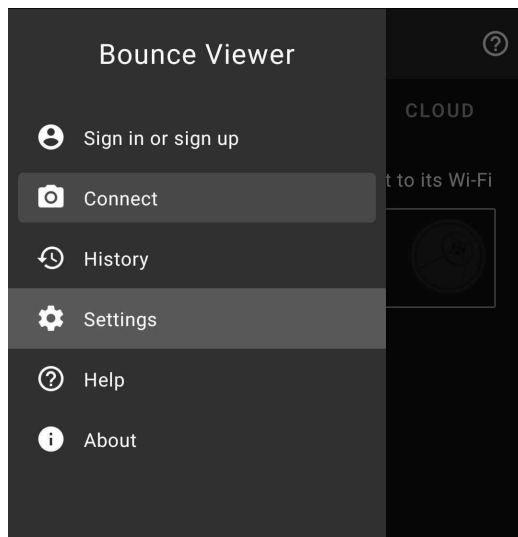 Bounce Viewer
CLOUD
Sign in or sign up
t to its Wi-Fi
Connect
History
Settings
Help
About